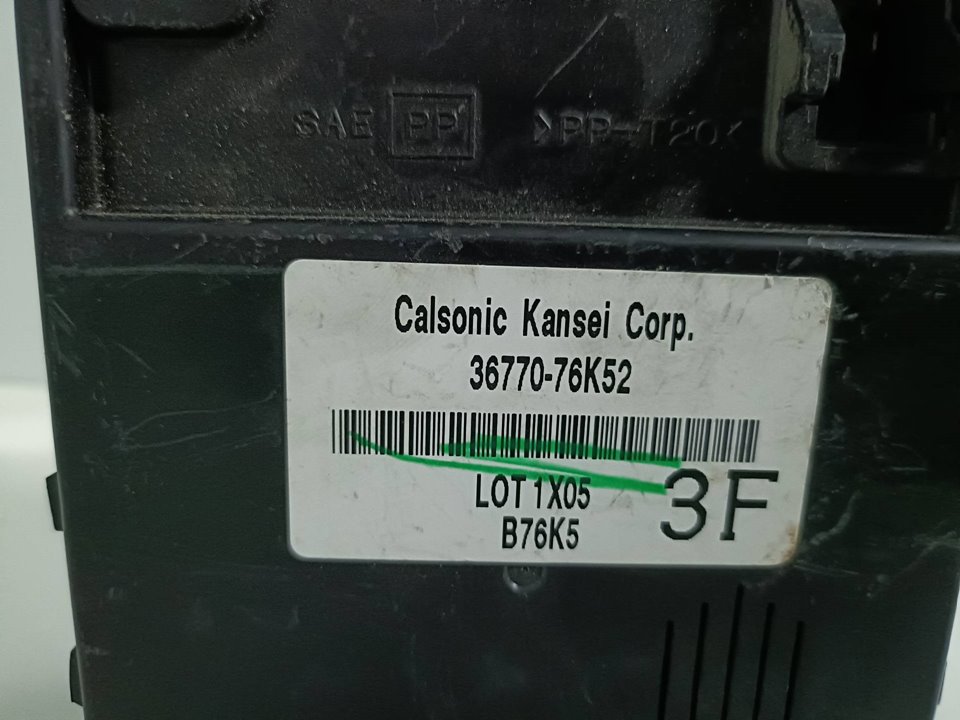 SAE PP >PP-T20<
Calsonic Kansei Corp.
36770-76K52
LOT 1X05
B76K5
3F